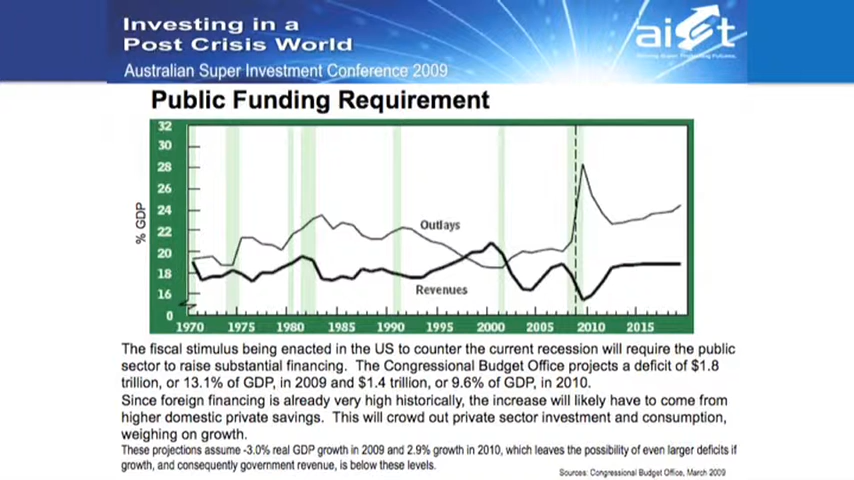 Investing in a
Post Crisis World
Australian Super Investment Conference 2009
aist
Public Funding Requirement
32
30
28
26
24
22
20
18
16
0
% GDP
Outlays
Revenues
1970 1975 1980 1985 1990 1995 2000 2005 2010 2015
The fiscal stimulus being enacted in the US to counter the current recession will require the public
sector to raise substantial financing. The Congressional Budget Office projects a deficit of $1.8
trillion, or 13.1% of GDP, in 2009 and $1.4 trillion, or 9.6% of GDP, in 2010.
Since foreign financing is already very high historically, the increase will likely have to come from
higher domestic private savings. This will crowd out private sector investment and consumption,
weighing on growth.
These projections assume -3.0% real GDP growth in 2009 and 2.9% growth in 2010, which leaves the possibility of even larger deficits if
growth, and consequently government revenue, is below these levels.
Sources: Congressional Budget Office, March 2009